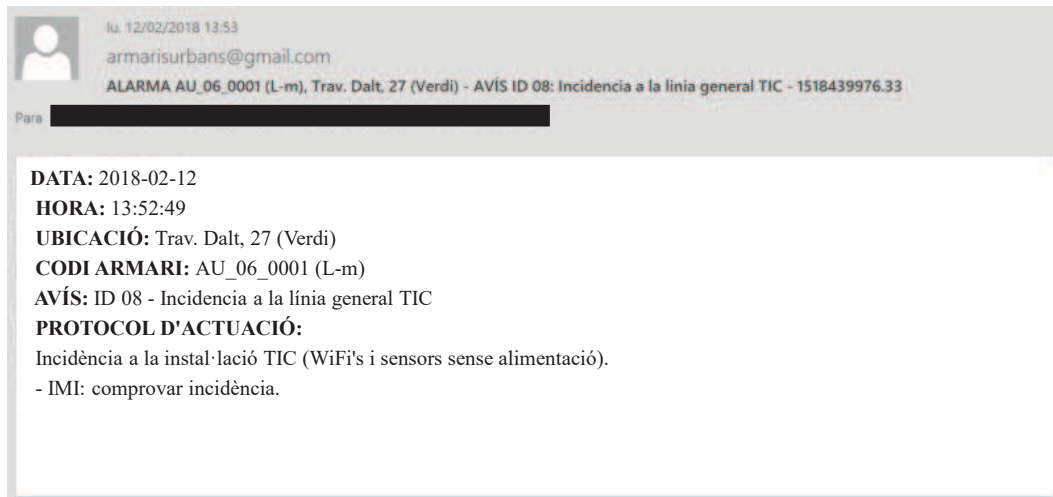 lu. 12/02/2018 13:53
armarisurbans@gmail.com
ALARMA AU_06_0001 (L-m), Trav. Dalt, 27 (Verdi) - AVÍS ID 08: Incidencia a la linia general TIC - 1518439976.33
Para
DATA: 2018-02-12
HORA: 13:52:49
UBICACIÓ: Trav. Dalt, 27 (Verdi)
CODI ARMARI: AU_06_0001 (L-m)
AVÍS: ID 08 - Incidencia a la línia general TIC
PROTOCOL D'ACTUACIÓ:
Incidència a la instal·lació TIC (WiFi's i sensors sense alimentació).
- IMI: comprovar incidència.